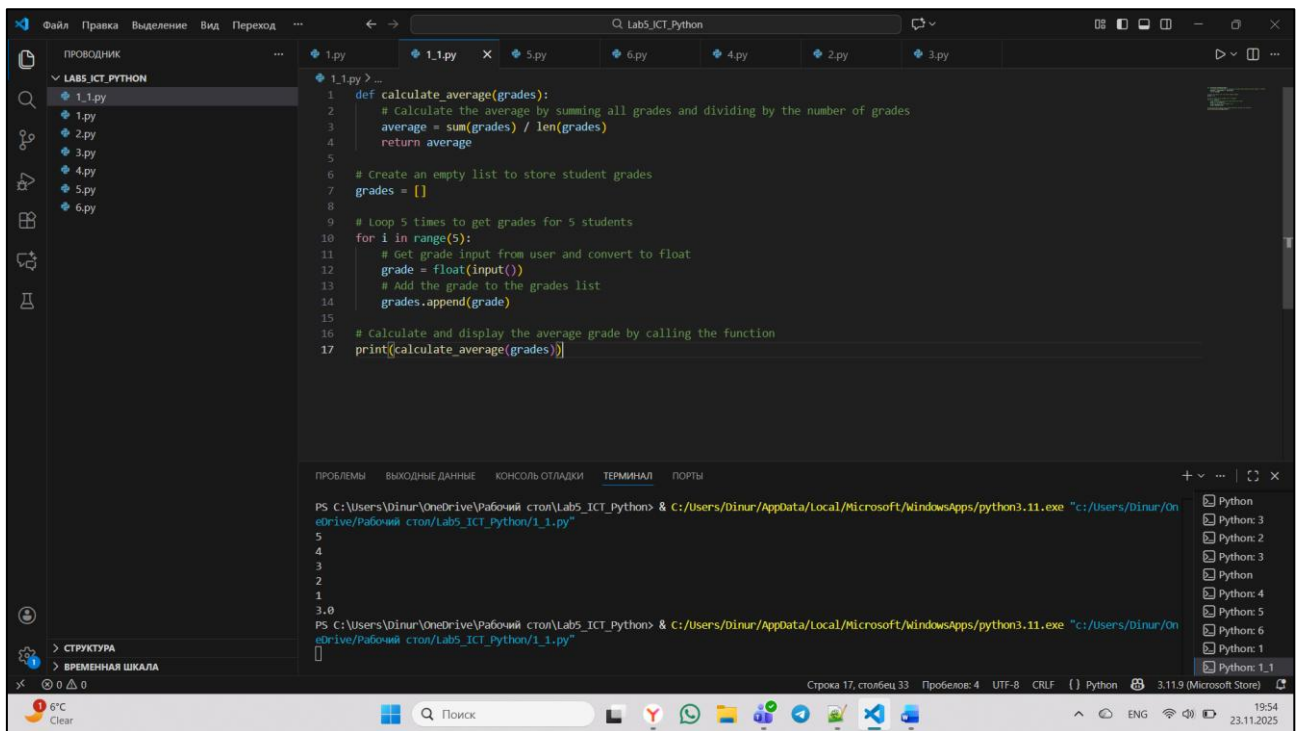 Файл Правка Выделение Вид Переход ··· Lab5_ICT_Python
ПРОВОДНИК ···
LAB5_ICT_PYTHON
1_1.py
1.py
2.py
3.py
4.py
5.py
6.py
СТРУКТУРА
ВРЕМЕННАЯ ШКАЛА
1.py 1_1.py 5.py 6.py 4.py 2.py 3.py
1_1.py > ...
1 def calculate_average(grades):
2 # Calculate the average by summing all grades and dividing by the number of grades
3 average = sum(grades) / len(grades)
4 return average
5
6 # Create an empty list to store student grades
7 grades = []
8
9 # Loop 5 times to get grades for 5 students
10 for i in range(5):
11 # Get grade input from user and convert to float
12 grade = float(input())
13 # Add the grade to the grades list
14 grades.append(grade)
15
16 # Calculate and display the average grade by calling the function
17 print(calculate_average(grades))
ПРОБЛЕМЫ ВЫХОДНЫЕ ДАННЫЕ КОНСОЛЬ ОТЛАДКИ ТЕРМИНАЛ ПОРТЫ
PS C:\Users\Dinur\OneDrive\Рабочий стол\Lab5_ICT_Python> & C:/Users/Dinur/AppData/Local/Microsoft/WindowsApps/python3.11.exe "c:/Users/Dinur/On
eDrive/Рабочий стол/Lab5_ICT_Python/1_1.py"
5
4
3
2
1
3.0
PS C:\Users\Dinur\OneDrive\Рабочий стол\Lab5_ICT_Python> & C:/Users/Dinur/AppData/Local/Microsoft/WindowsApps/python3.11.exe "c:/Users/Dinur/On
eDrive/Рабочий стол/Lab5_ICT_Python/1_1.py"
Python
Python: 3
Python: 2
Python: 3
Python
Python: 4
Python: 5
Python: 6
Python: 1
Python: 1_1
0 0 Строка 17, столбец 33 Пробелов: 4 UTF-8 CRLF {} Python 3.11.9 (Microsoft Store)
1 6°C
Clear
Поиск
ENG
19:54
23.11.2025